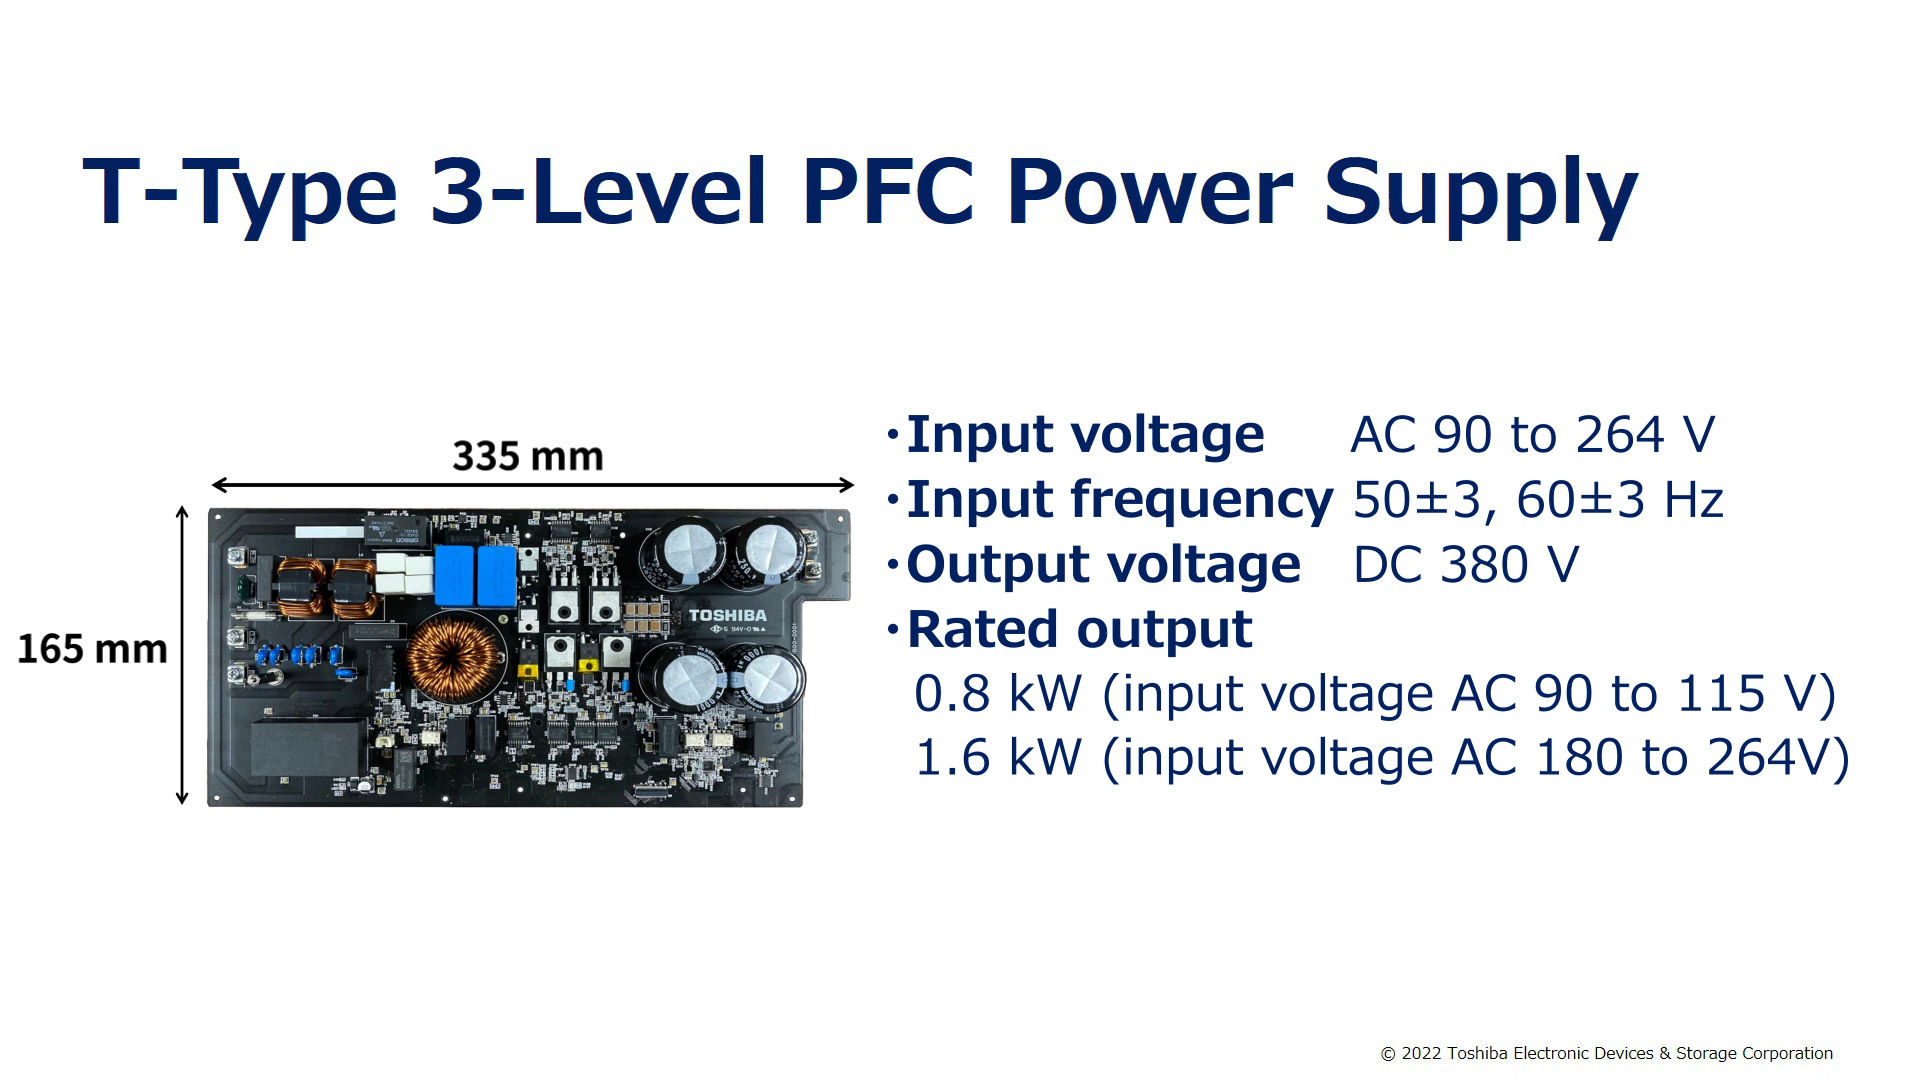 T-Type 3-Level PFC Power Supply
335 mm
165 mm
TOSHIBA
・Input voltage AC 90 to 264 V
・Input frequency 50±3, 60±3 Hz
・Output voltage DC 380 V
・Rated output
0.8 kW (input voltage AC 90 to 115 V)
1.6 kW (input voltage AC 180 to 264V)
© 2022 Toshiba Electronic Devices & Storage Corporation